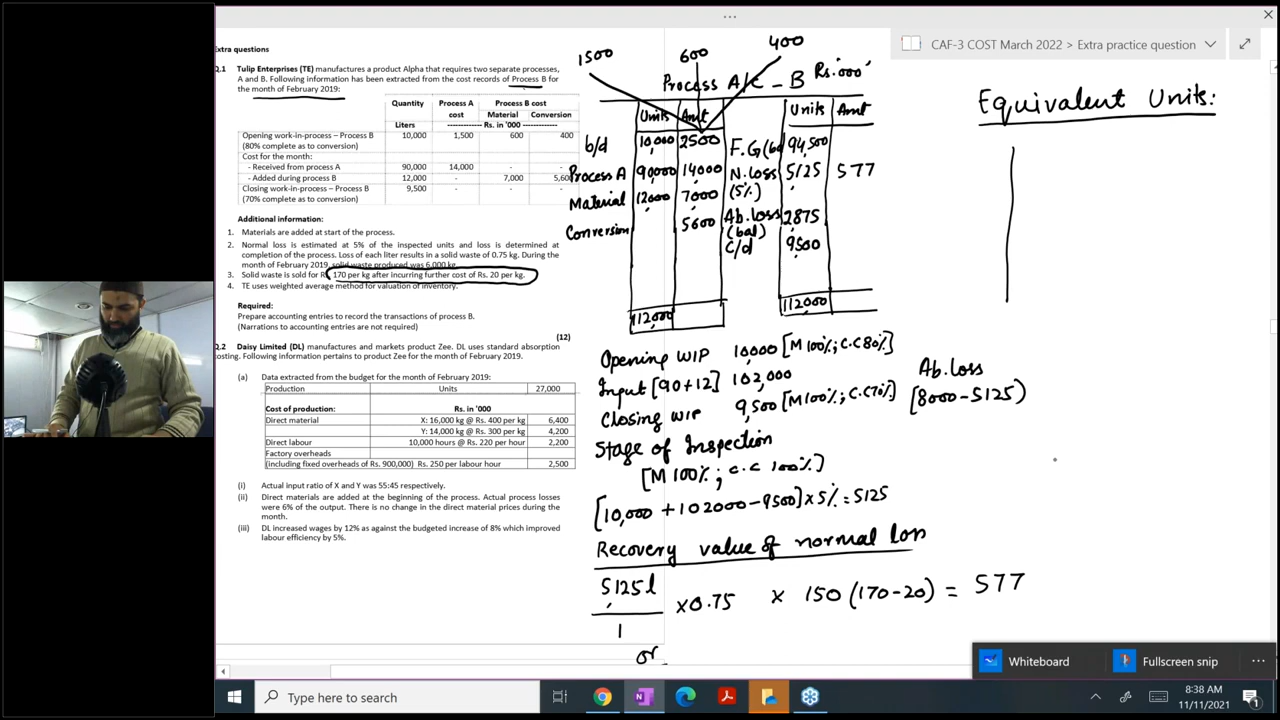 CAF-3 COST March 2022 > Extra practice question
Extra questions
Q.1 Tulip Enterprises (TE) manufactures a product Alpha that requires two separate processes,
A and B. Following information has been extracted from the cost records of Process B for
the month of February 2019:
Quantity Process A cost Process B cost
Material Conversion
Liters ------------ Rs. in '000' ------------
Opening work-in-process – Process B 10,000 1,500 600 400
(80% complete as to conversion)
Cost for the month:
- Received from process A 90,000 14,000 - -
- Added during process B 12,000 - 7,000 5,600
Closing work-in-process – Process B 9,500 - - -
(70% complete as to conversion)
Additional information:
1. Materials are added at start of the process.
2. Normal loss is estimated at 5% of the inspected units and loss is determined at
completion of the process. Loss of each liter results in a solid waste of 0.75 kg. During the
month of February 2019, solid waste produced was 6,000 kg.
3. Solid waste is sold for R 170 per kg after incurring further cost of Rs. 20 per kg.
4. TE uses weighted average method for valuation of inventory.
Required:
Prepare accounting entries to record the transactions of process B.
(Narrations to accounting entries are not required)
(12)
Q.2 Daisy Limited (DL) manufactures and markets product Zee. DL uses standard absorption
costing. Following information pertains to product Zee for the month of February 2019.
(a) Data extracted from the budget for the month of February 2019:
Production Units 27,000
Cost of production: Rs. in '000'
Direct material X: 16,000 kg @ Rs. 400 per kg 6,400
Y: 14,000 kg @ Rs. 300 per kg 4,200
Direct labour 10,000 hours @ Rs. 220 per hour 2,200
Factory overheads
(including fixed overheads of Rs. 900,000) Rs. 250 per labour hour 2,500
(i) Actual input ratio of X and Y was 55:45 respectively.
(ii) Direct materials are added at the beginning of the process. Actual process losses
were 6% of the output. There is no change in the direct material prices during the
month.
(iii) DL increased wages by 12% as against the budgeted increase of 8% which improved
labour efficiency by 5%.
1500 600 400
Process A/C - B Rs.'000'
Units Amt Units Amt
b/d 10,000 2500 F.G 94,500
Process A 90,000 14000 N.loss (5%) 5125 577
Material 12,000 7000
Conversion 5600 Ab.loss (bal) 2875
C/d 9500
112000 112000
Opening WIP 10,000 [M 100%; C.C 80%]
Input [90+12] 102,000
Closing WIP 9,500 [M 100%; C.C 70%]
Ab.loss
[8000-5125)
Stage of Inspection
[M 100%; C.C 100%]
[10,000 + 102000 - 9500] x 5% = 5125
Recovery value of normal loss
5125l x 0.75 x 150 (170-20) = 577
1
or
Equivalent Units:
Whiteboard
Fullscreen snip
Type here to search
8:38 AM
11/11/2021